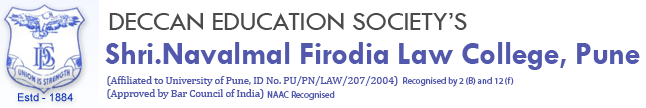 DECCAN EDUCATION SOCIETY'S
Shri.Navalmal Firodia Law College, Pune
(Affiliated to University of Pune, ID No. PU/PN/LAW/207/2004) Recognised by 2 (B) and 12 (f)
(Approved by Bar Council of India) NAAC Recognised
DES
UNION IS STRENGTH
Estd - 1884